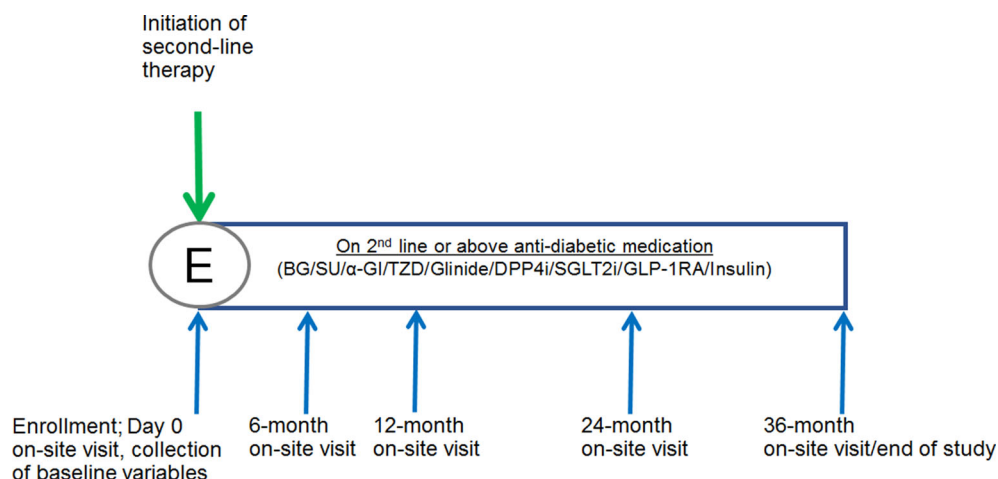 Initiation of
second-line
therapy
E
On 2nd line or above anti-diabetic medication
(BG/SU/α-GI/TZD/Glinide/DPP4i/SGLT2i/GLP-1RA/Insulin)
Enrollment; Day 0
on-site visit, collection
of baseline variables
6-month
on-site visit
12-month
on-site visit
24-month
on-site visit
36-month
on-site visit/end of study